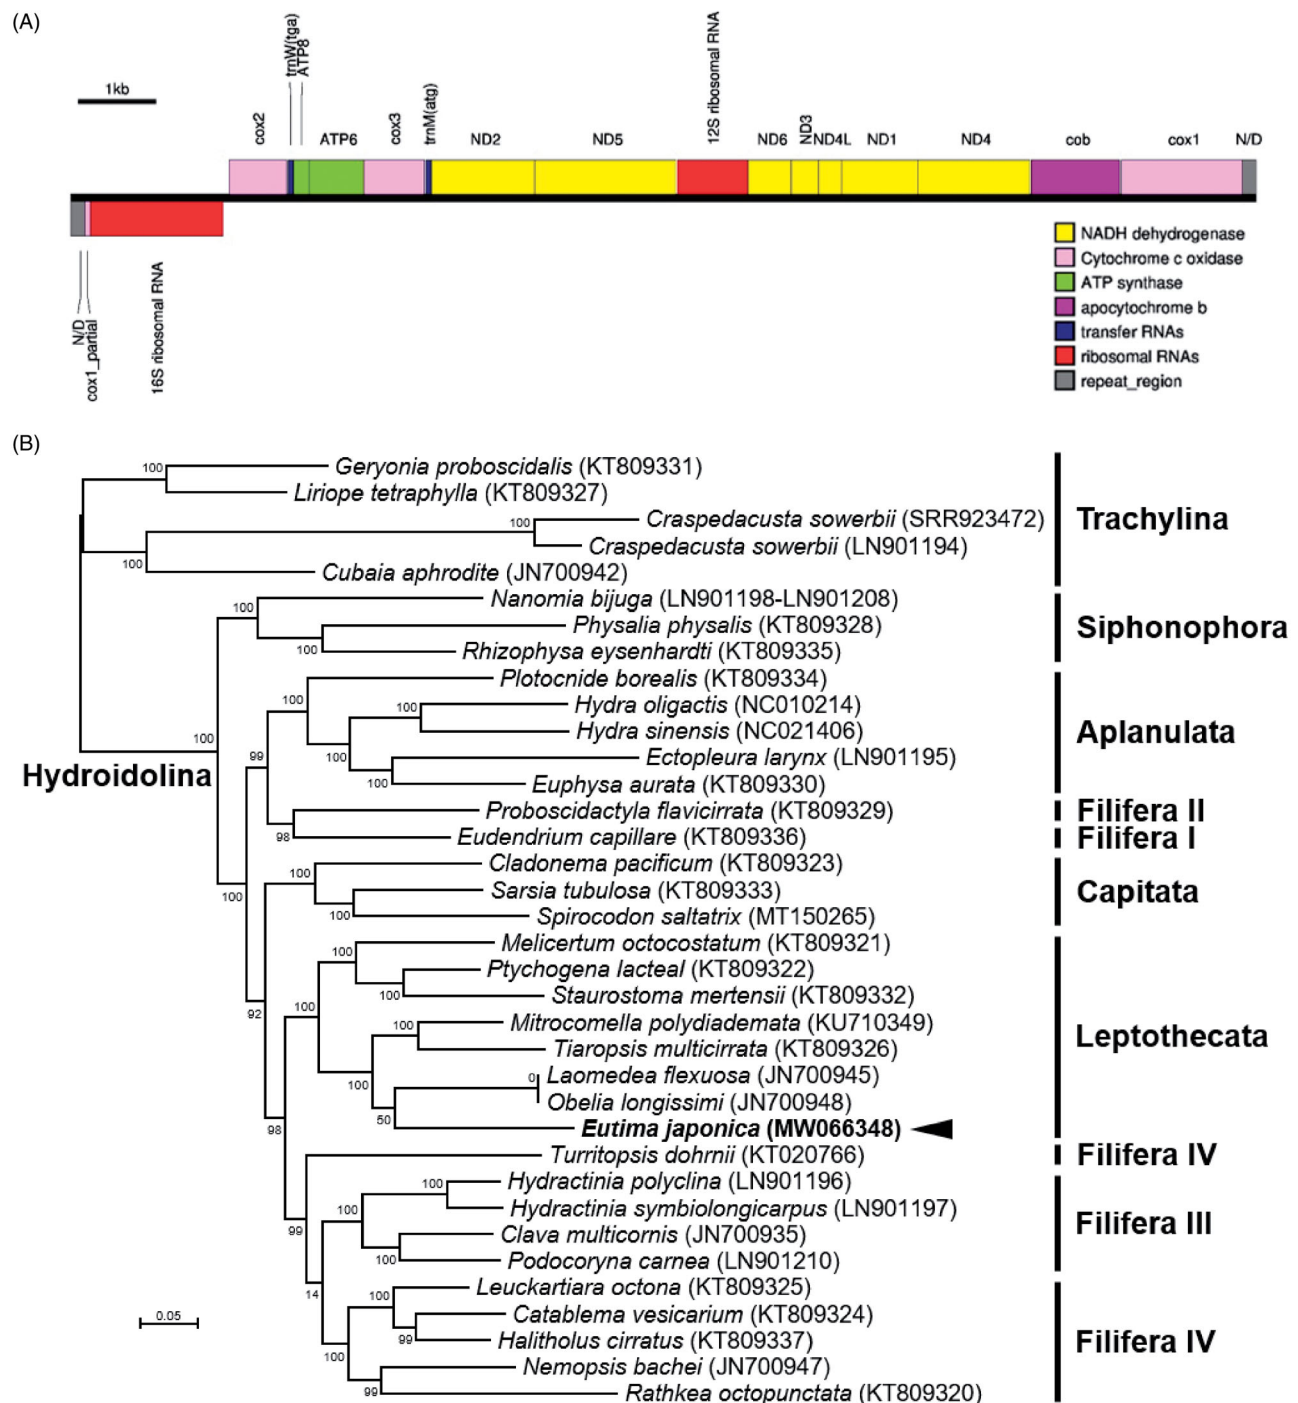 (A)
1kb
cox2
trnW(tga)
ATP8
ATP6
cox3
trnM(atg)
ND2
ND5
12S ribosomal RNA
ND6
ND3
ND4L
ND1
ND4
cob
cox1
N/D
N/D
cox1_partial
16S ribosomal RNA
NADH dehydrogenase
Cytochrome c oxidase
ATP synthase
apocytochrome b
transfer RNAs
ribosomal RNAs
repeat_region
(B)
100
Geryonia proboscidalis (KT809331)
Liriope tetraphylla (KT809327)
100
Craspedacusta sowerbii (SRR923472)
Craspedacusta sowerbii (LN901194)
100
Cubaia aphrodite (JN700942)
Trachylina
100
Nanomia bijuga (LN901198-LN901208)
Physalia physalis (KT809328)
100
Rhizophysa eysenhardti (KT809335)
Siphonophora
100
Hydroidolina
Plotocnide borealis (KT809334)
100
Hydra oligactis (NC010214)
100
Hydra sinensis (NC021406)
99
100
Ectopleura larynx (LN901195)
100
Euphysa aurata (KT809330)
Aplanulata
Proboscidactyla flavicirrata (KT809329)
Filifera II
98
Eudendrium capillare (KT809336)
Filifera I
100
Cladonema pacificum (KT809323)
100
Sarsia tubulosa (KT809333)
100
Spirocodon saltatrix (MT150265)
Capitata
Melicertum octocostatum (KT809321)
100
Ptychogena lacteal (KT809322)
100
Staurostoma mertensii (KT809332)
92
100
Mitrocomella polydiademata (KU710349)
100
Tiaropsis multicirrata (KT809326)
100
Laomedea flexuosa (JN700945)
0
Obelia longissimi (JN700948)
50
Eutima japonica (MW066348)
Leptothecata
98
Turritopsis dohrnii (KT020766)
Filifera IV
Hydractinia polyclina (LN901196)
100
Hydractinia symbiolongicarpus (LN901197)
100
99
Clava multicornis (JN700935)
100
Podocoryna carnea (LN901210)
Filifera III
14
Leuckartiara octona (KT809325)
100
Catablema vesicarium (KT809324)
99
Halitholus cirratus (KT809337)
100
Nemopsis bachei (JN700947)
99
Rathkea octopunctata (KT809320)
Filifera IV
0.05